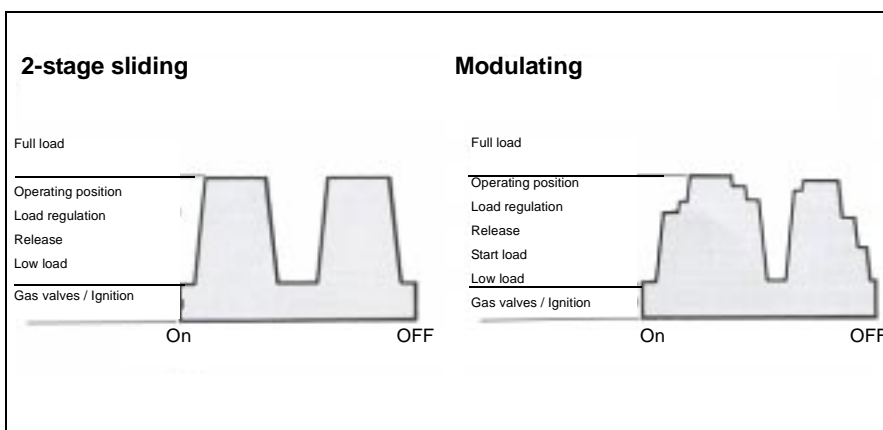 2-stage sliding
Full load
Operating position
Load regulation
Release
Low load
Gas valves / Ignition
On
OFF
Modulating
Full load
Operating position
Load regulation
Release
Start load
Low load
Gas valves / Ignition
On
OFF